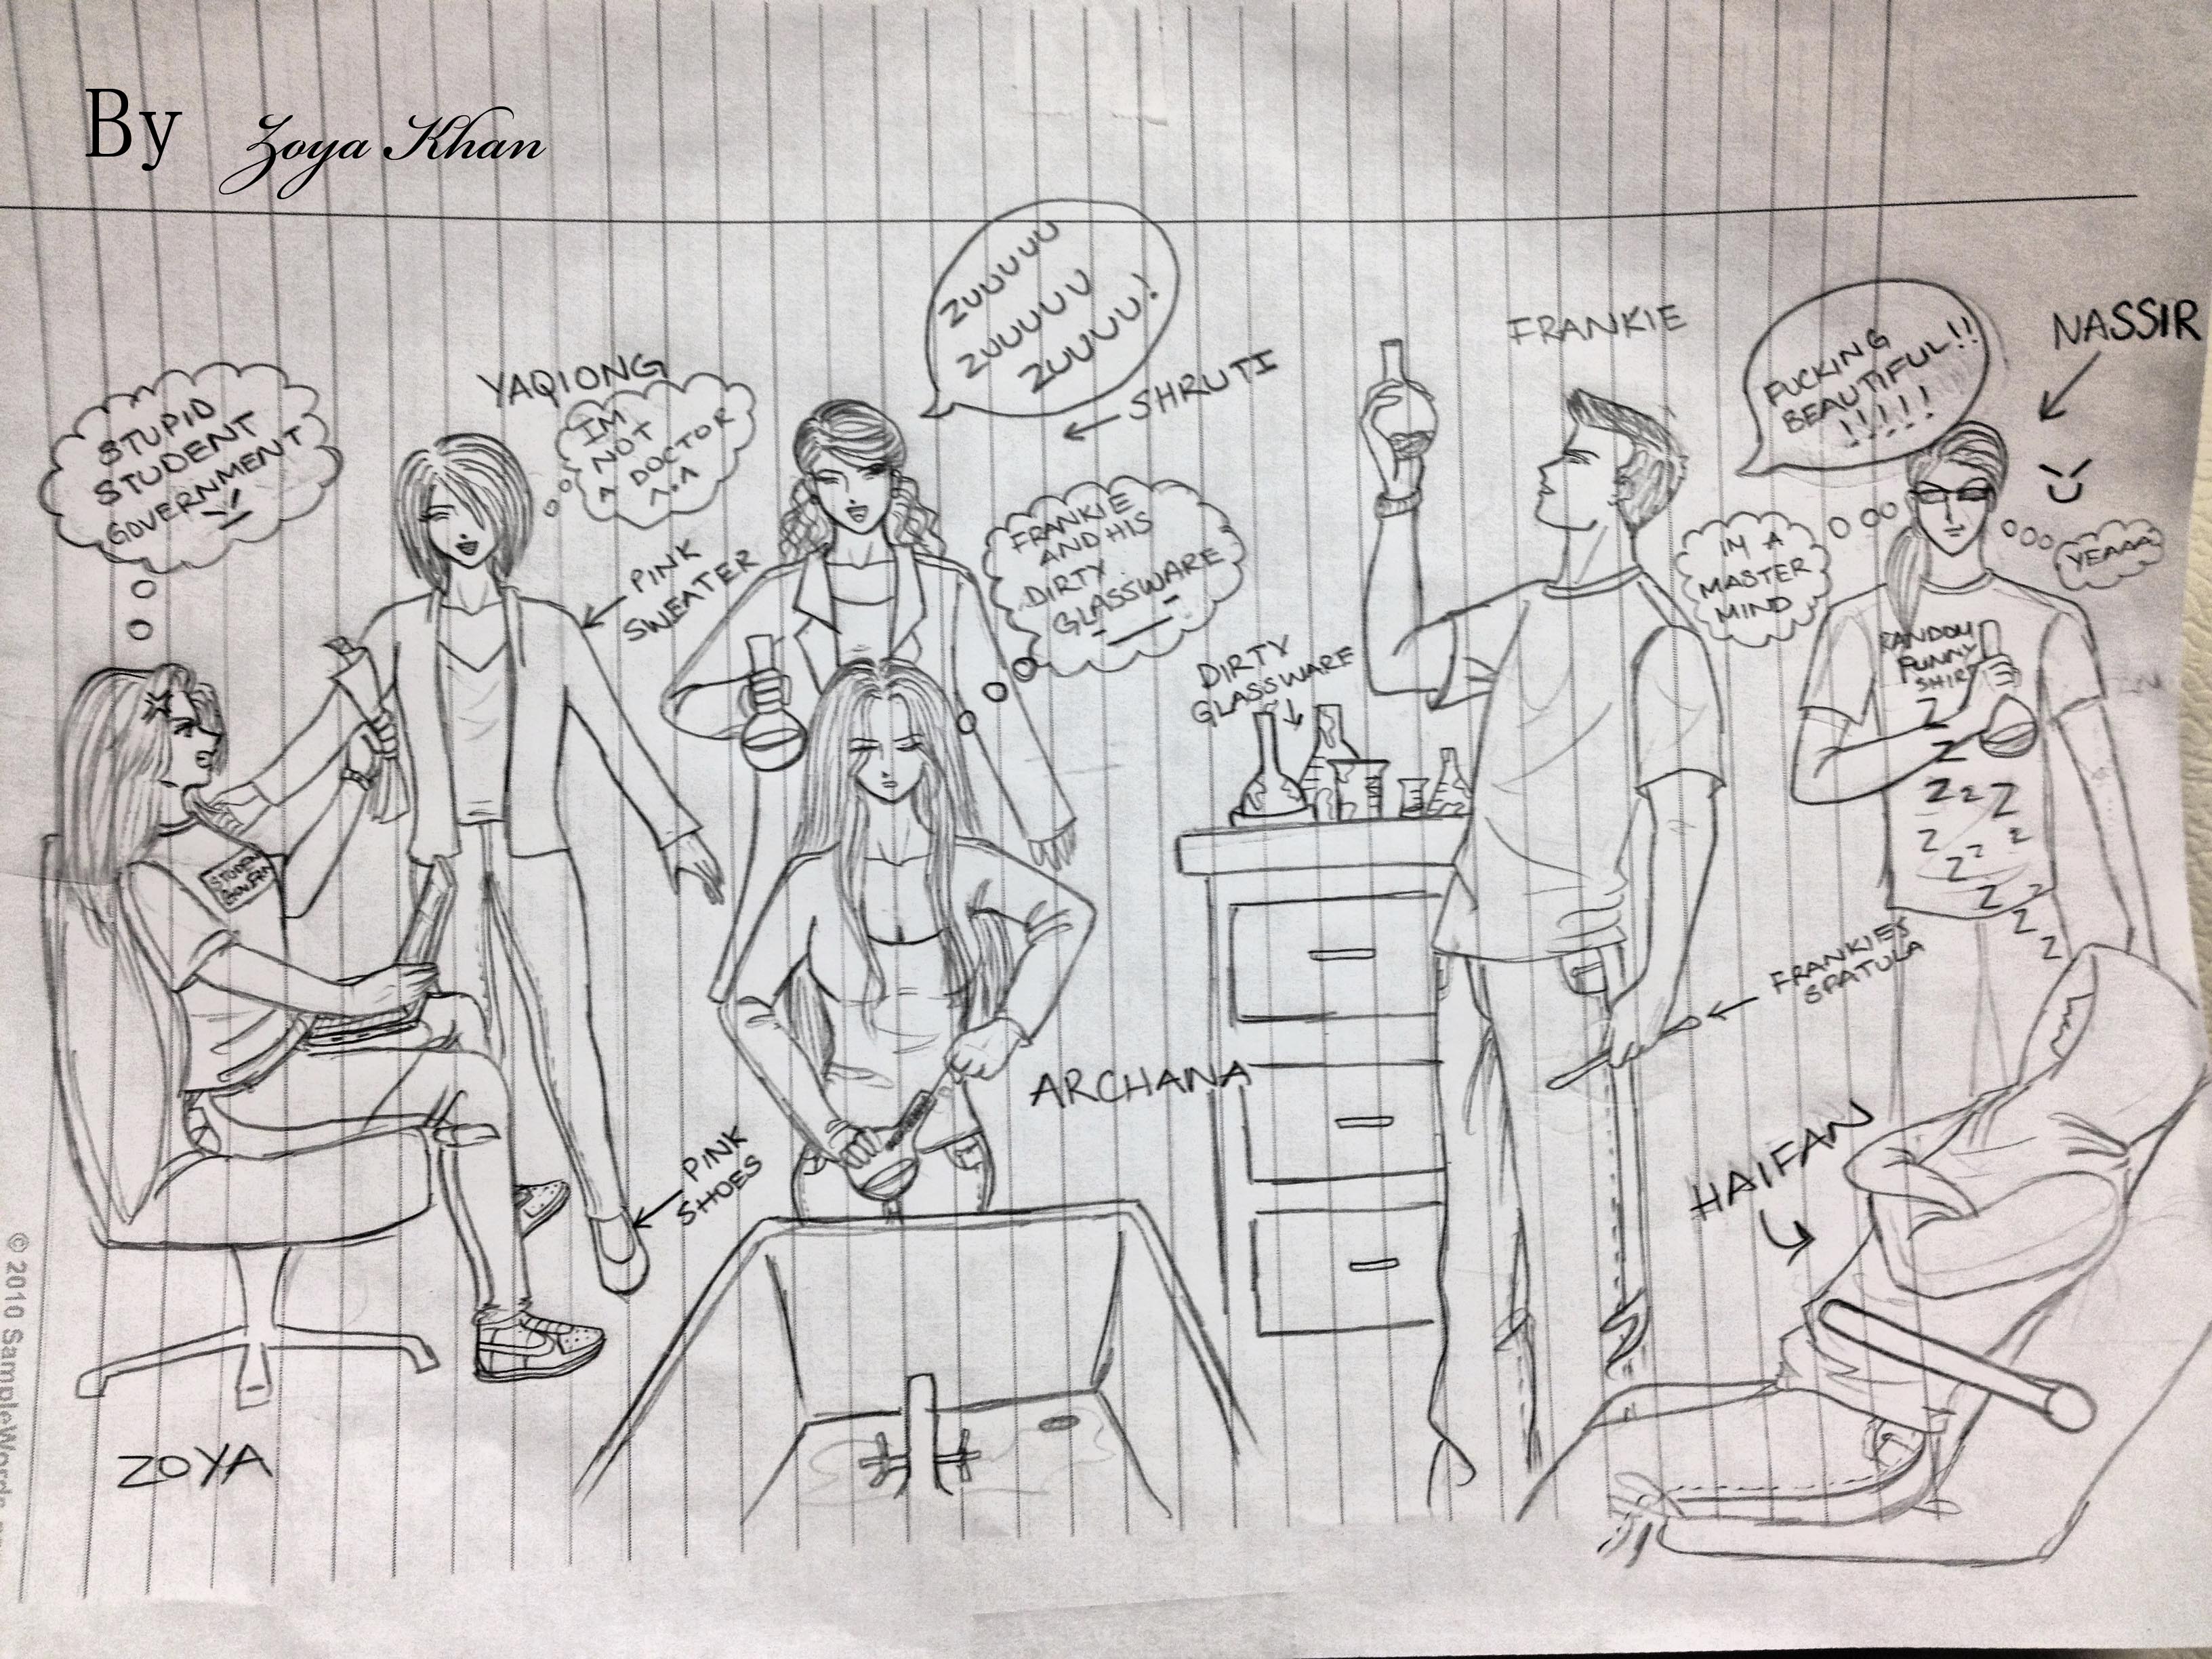 By Zoya Khan
STUPID
STUDENT
GOVERNMENT
YAQIONG
IM
NOT
A DOCTOR
^.^
ZUUUUU
ZUUUUU
ZUUUU!
SHRUTI
PINK
SWEATER
FRANKIE
AND HIS
DIRTY
GLASSWARE
DIRTY
GLASSWARE
FRANKIE
FUCKING
BEAUTIFUL!!
!!!!!
NASSIR
IM A
MASTER
MIND
YEAAA
RANDOM
FUNNY
SHIRT
Z
Z
Z Z Z
Z Z
Z Z Z
Z Z
Z
Z
FRANKIES
SPATULA
ARCHANA
PINK
SHOES
HAIFAN
ZOYA
© 2010 SampleWords